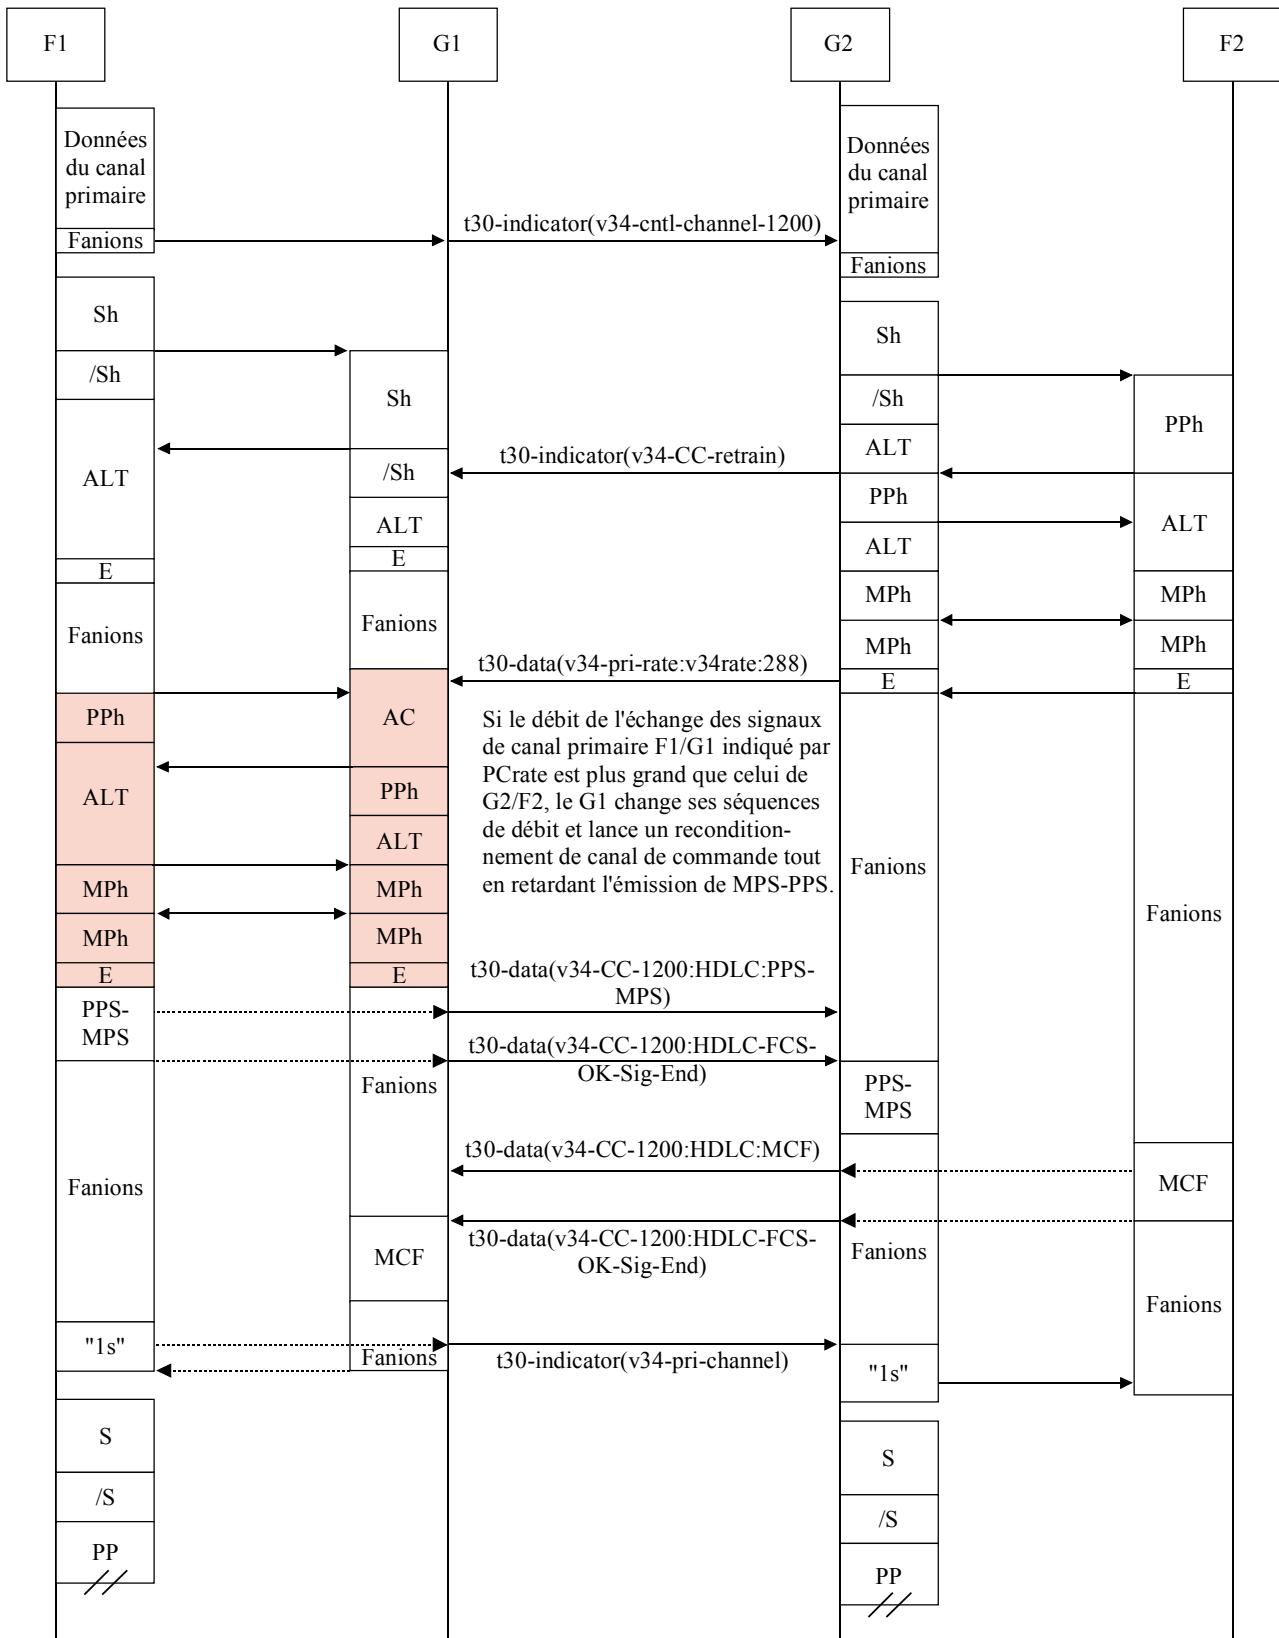 F1
G1
G2
F2
Données
du canal
primaire
Données
du canal
primaire
t30-indicator(v34-cntl-channel-1200)
Fanions
Fanions
Sh
Sh
/Sh
Sh
/Sh
PPh
ALT
t30-indicator(v34-CC-retrain)
ALT
/Sh
PPh
ALT
ALT
ALT
E
E
MPh
MPh
Fanions
Fanions
MPh
MPh
t30-data(v34-pri-rate:v34rate:288)
E
E
PPh
AC
Si le débit de l'échange des signaux
de canal primaire F1/G1 indiqué par
PCrate est plus grand que celui de
G2/F2, le G1 change ses séquences
de débit et lance un recondition-
nement de canal de commande tout
en retardant l'émission de MPS-PPS.
ALT
PPh
ALT
Fanions
MPh
MPh
Fanions
MPh
MPh
E
E
t30-data(v34-CC-1200:HDLC:PPS-
MPS)
PPS-
MPS
t30-data(v34-CC-1200:HDLC-FCS-
OK-Sig-End)
Fanions
PPS-
MPS
t30-data(v34-CC-1200:HDLC:MCF)
Fanions
MCF
t30-data(v34-CC-1200:HDLC-FCS-
OK-Sig-End)
MCF
Fanions
Fanions
"1s"
Fanions
t30-indicator(v34-pri-channel)
"1s"
S
S
/S
/S
PP
PP